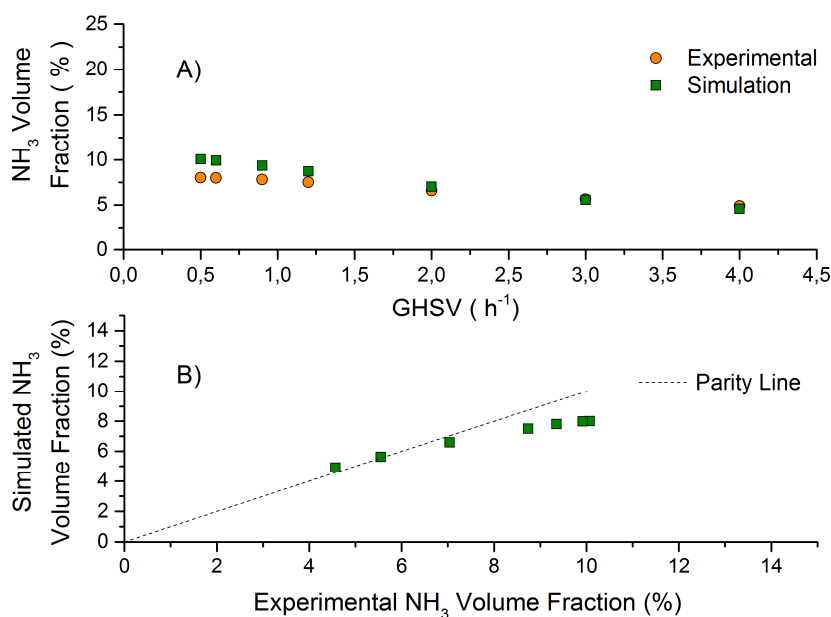 A)
Experimental
Simulation
NH₃ Volume
Fraction ( % )
25
20
15
10
5
0
0,0 0,5 1,0 1,5 2,0 2,5 3,0 3,5 4,0 4,5
GHSV ( h⁻¹)
B)
Parity Line
Simulated NH₃
Volume Fraction (%)
14
12
10
8
6
4
2
0
0 2 4 6 8 10 12 14
Experimental NH₃ Volume Fraction (%)